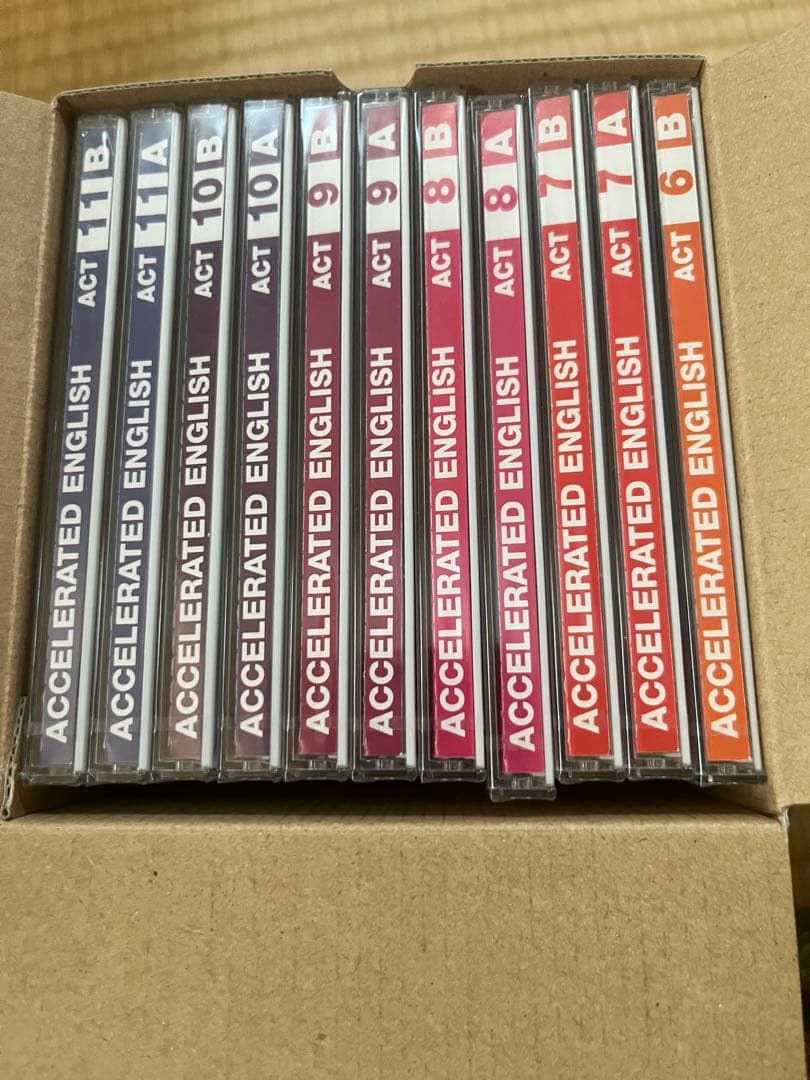 ACCELERATED ENGLISH ACT 11 B
ACCELERATED ENGLISH ACT 11 A
ACCELERATED ENGLISH ACT 10 B
ACCELERATED ENGLISH ACT 10 A
ACCELERATED ENGLISH ACT 9 B
ACCELERATED ENGLISH ACT 9 A
ACCELERATED ENGLISH ACT 8 B
ACCELERATED ENGLISH ACT 8 A
ACCELERATED ENGLISH ACT 7 B
ACCELERATED ENGLISH ACT 7 A
ACCELERATED ENGLISH ACT 6 B